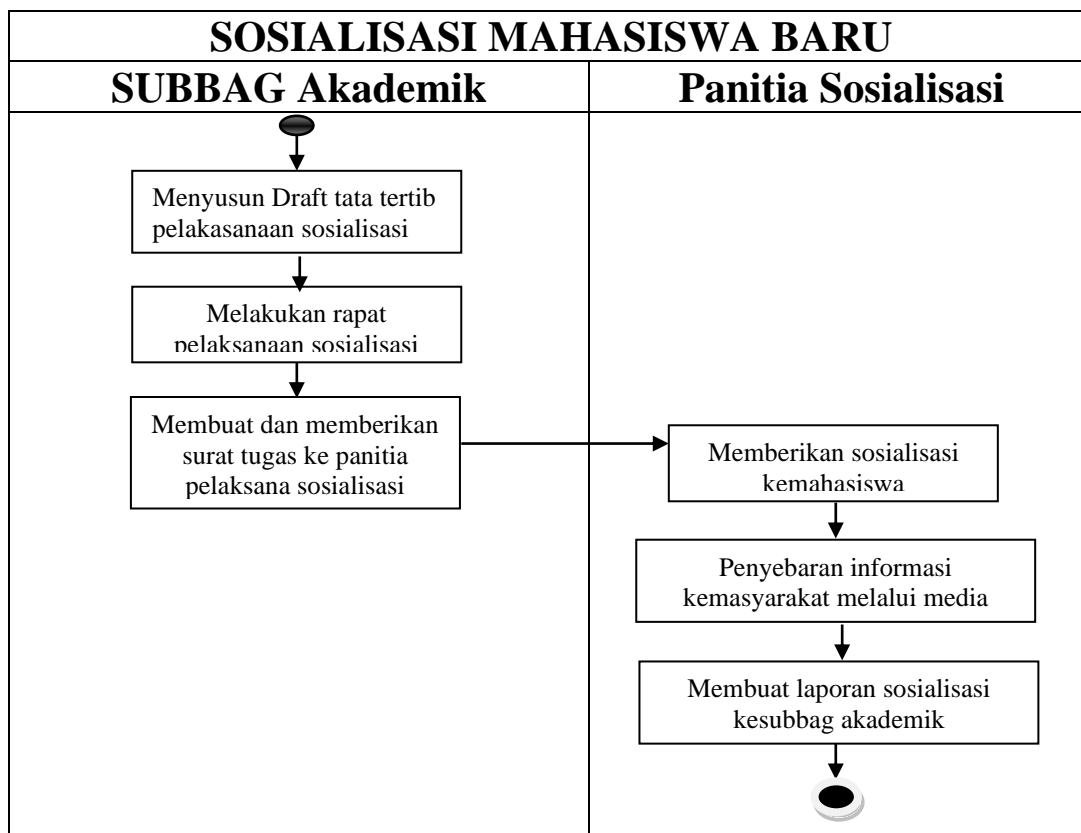 SOSIALISASI MAHASISWA BARU
SUBBAG Akademik
Panitia Sosialisasi
Menyusun Draft tata tertib
pelakasanaan sosialisasi
Melakukan rapat
pelaksanaan sosialisasi
Membuat dan memberikan
surat tugas ke panitia
pelaksana sosialisasi
Memberikan sosialisasi
kemahasiswa
Penyebaran informasi
kemasyarakat melalui media
Membuat laporan sosialisasi
kesubbag akademik